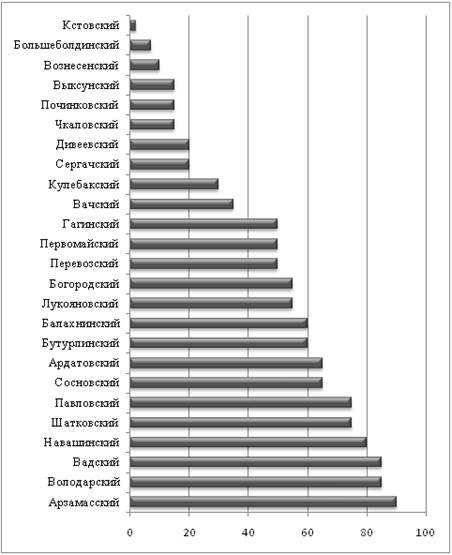 Кстовский
Большеболдинский
Вознесенский
Выксунский
Починковский
Чкаловский
Дивеевский
Сергачский
Кулебакский
Вачский
Гагинский
Первомайский
Перевозский
Богородский
Лукояновский
Балахнинский
Бутурлинский
Ардатовский
Сосновский
Павловский
Шатковский
Навашинский
Вадский
Володарский
Арзамасский
0 20 40 60 80 100